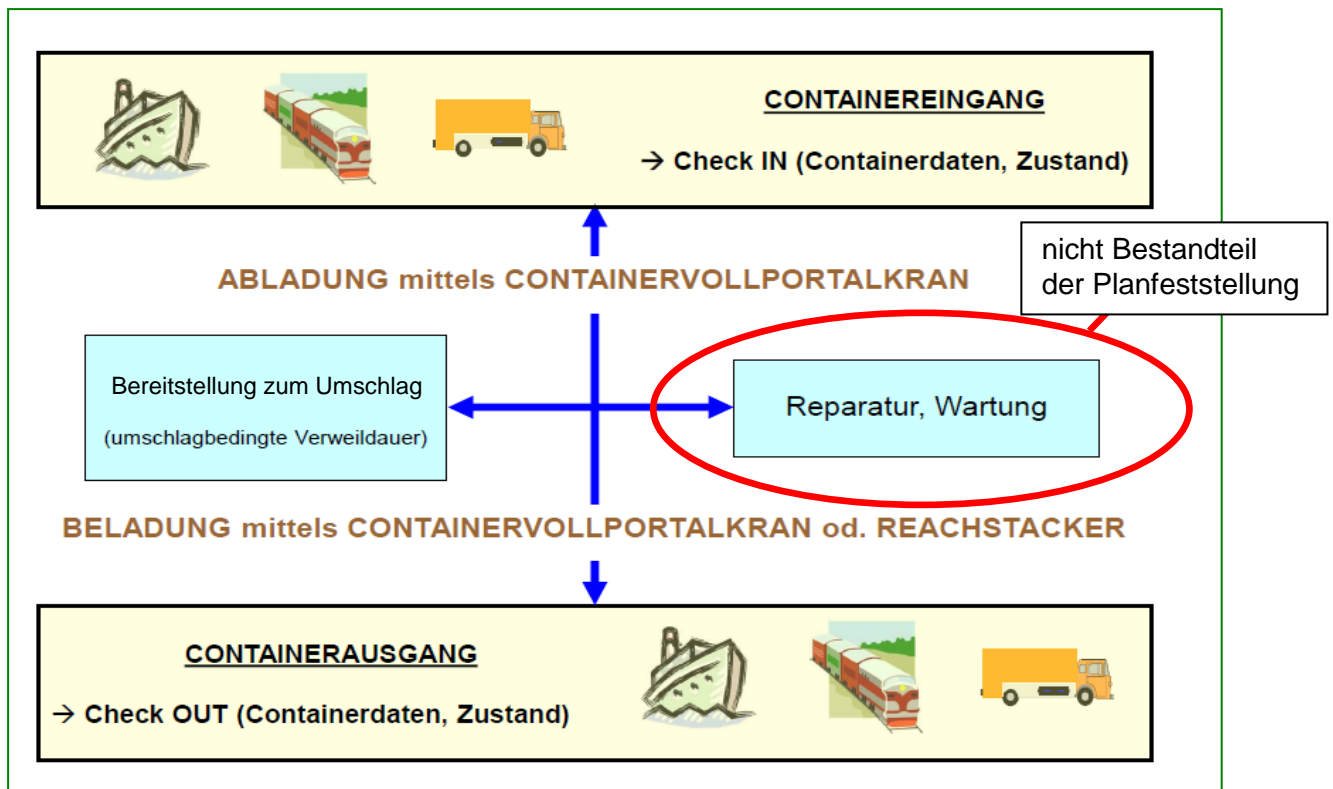 CONTAINEREINGANG
→ Check IN (Containerdaten, Zustand)
nicht Bestandteil
der Planfeststellung
ABLADUNG mittels CONTAINERVOLLPORTALKRAN
Bereitstellung zum Umschlag
(umschlagbedingte Verweildauer)
Reparatur, Wartung
BELADUNG mittels CONTAINERVOLLPORTALKRAN od. REACHSTACKER
CONTAINERAUSGANG
→ Check OUT (Containerdaten, Zustand)